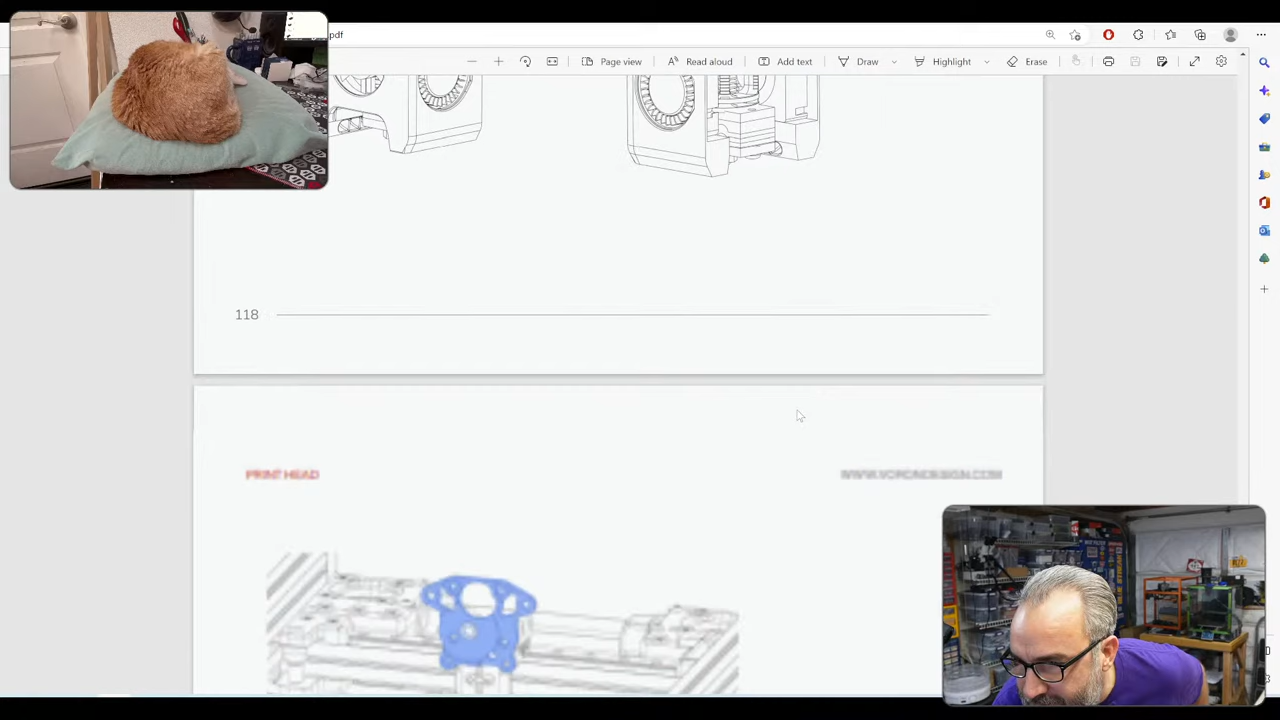 pdf
Page view
Read aloud
Add text
Draw
Highlight
Erase
118
PRINT HEAD
WWW.VORONDESIGN.COM